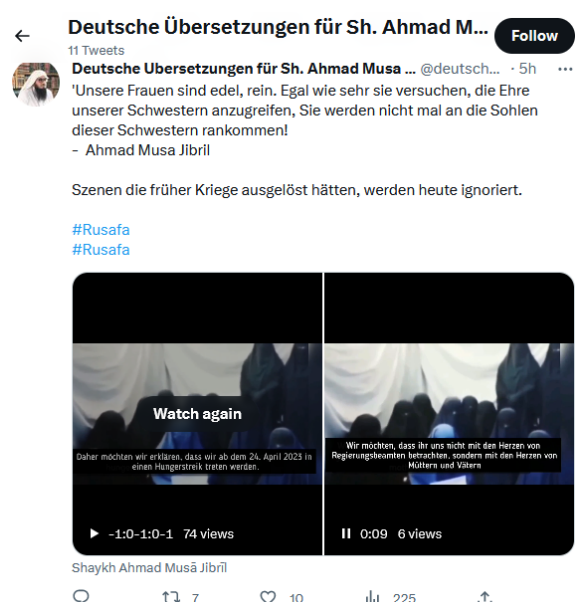 Deutsche Übersetzungen für Sh. Ahmad M...
Follow
11 Tweets
Deutsche Übersetzungen für Sh. Ahmad Musa ... @deutsch... · 5h
'Unsere Frauen sind edel, rein. Egal wie sehr sie versuchen, die Ehre
unserer Schwestern anzugreifen, Sie werden nicht mal an die Sohlen
dieser Schwestern rankommen!
- Ahmad Musa Jibril
Szenen die früher Kriege ausgelöst hätten, werden heute ignoriert.
#Rusafa
#Rusafa
Watch again
Daher möchten wir erklären, dass wir ab dem 24. April 2023 in
einen Hungerstreik treten werden.
-1:0-1:0-1 74 views
Wir möchten, dass ihr uns nicht mit den Herzen von
Regierungsbeamten betrachten, sondern mit den Herzen von
Müttern und Vätern
0:09 6 views
Shaykh Ahmad Musā Jibrīl
7 10 225